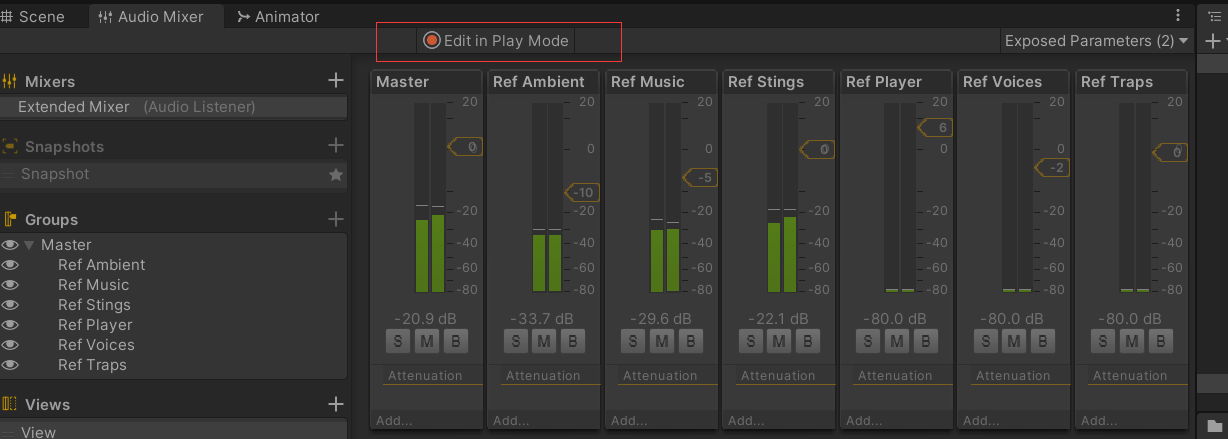 Scene Audio Mixer Animator
Edit in Play Mode Exposed Parameters (2)
Mixers
Extended Mixer (Audio Listener)
Snapshots
Snapshot
Groups
Master
Ref Ambient
Ref Music
Ref Stings
Ref Player
Ref Voices
Ref Traps
Views
View
Master Ref Ambient Ref Music Ref Stings Ref Player Ref Voices Ref Traps
20 20 20 20 20 20 20
6
0 0 0 0 0 0 0 0 0 0
-2
-5
-10
-20 -20 -20 -20 -20 -20 -20
-40 -40 -40 -40 -40 -40 -40
-60 -60 -60 -60 -60 -60 -60
-80 -80 -80 -80 -80 -80 -80
-20.9 dB -33.7 dB -29.6 dB -22.1 dB -80.0 dB -80.0 dB -80.0 dB
S M B S M B S M B S M B S M B S M B S M B
Attenuation Attenuation Attenuation Attenuation Attenuation Attenuation Attenuation
Add... Add... Add... Add... Add... Add... Add...